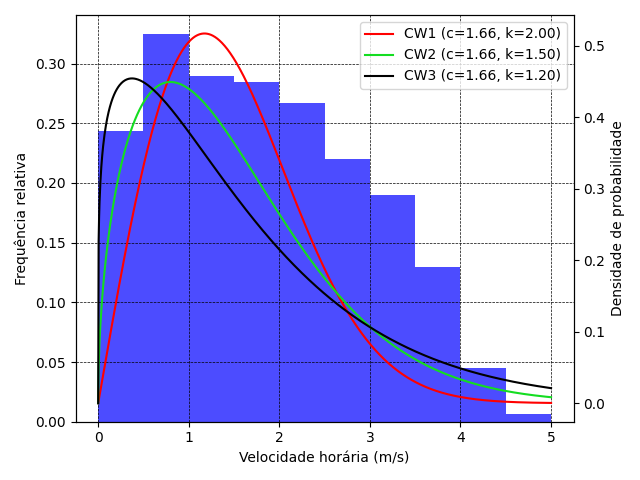 CW1 (c=1.66, k=2.00)
CW2 (c=1.66, k=1.50)
CW3 (c=1.66, k=1.20)
Frequência relativa
0.30
0.25
0.20
0.15
0.10
0.05
0.00
0.5
0.4
0.3
0.2
0.1
0.0
Densidade de probabilidade
0 1 2 3 4 5
Velocidade horária (m/s)